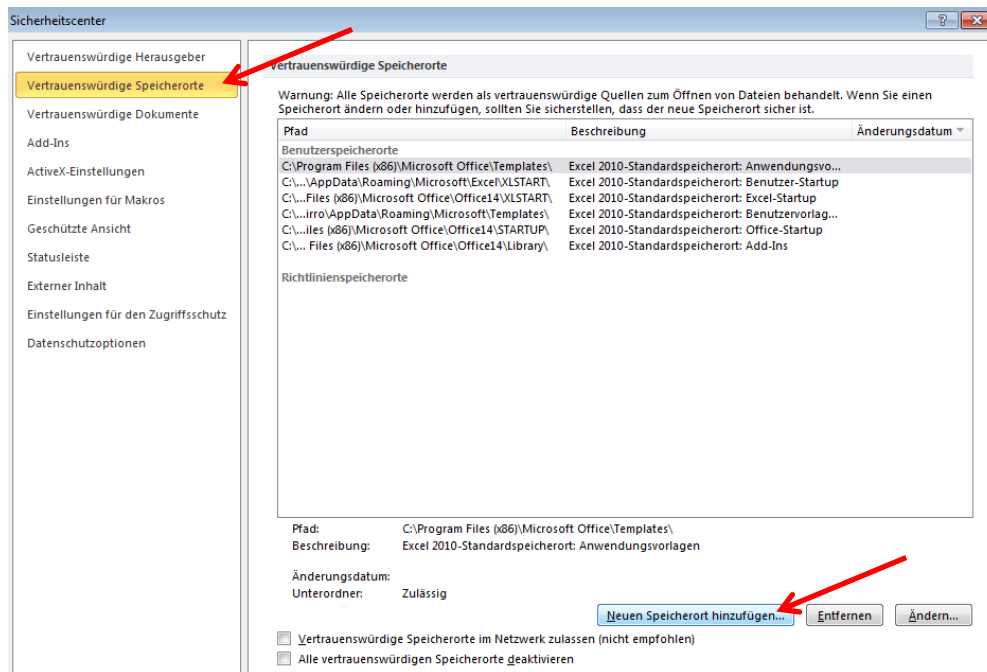 Sicherheitscenter
Vertrauenswürdige Herausgeber
Vertrauenswürdige Speicherorte
Vertrauenswürdige Dokumente
Add-Ins
ActiveX-Einstellungen
Einstellungen für Makros
Geschützte Ansicht
Statusleiste
Externer Inhalt
Einstellungen für den Zugriffsschutz
Datenschutzoptionen
Vertrauenswürdige Speicherorte
Warnung: Alle Speicherorte werden als vertrauenswürdige Quellen zum Öffnen von Dateien behandelt. Wenn Sie einen
Speicherort ändern oder hinzufügen, sollten Sie sicherstellen, dass der neue Speicherort sicher ist.
Pfad Beschreibung Änderungsdatum
Benutzerspeicherorte
C:\Program Files (x86)\Microsoft Office\Templates\ Excel 2010-Standardspeicherort: Anwendungsvo...
C:\...\AppData\Roaming\Microsoft\Excel\XLSTART\ Excel 2010-Standardspeicherort: Benutzer-Startup
C:\...Files (x86)\Microsoft Office\Office14\XLSTART\ Excel 2010-Standardspeicherort: Excel-Startup
C:\...irro\AppData\Roaming\Microsoft\Templates\ Excel 2010-Standardspeicherort: Benutzervorlag...
C:\...iles (x86)\Microsoft Office\Office14\STARTUP\ Excel 2010-Standardspeicherort: Office-Startup
C:\... Files (x86)\Microsoft Office\Office14\Library\ Excel 2010-Standardspeicherort: Add-Ins
Richtlinienspeicherorte
Pfad: C:\Program Files (x86)\Microsoft Office\Templates\
Beschreibung: Excel 2010-Standardspeicherort: Anwendungsvorlagen
Änderungsdatum:
Unterordner: Zulässig
Neuen Speicherort hinzufügen... Entfernen Ändern...
Vertrauenswürdige Speicherorte im Netzwerk zulassen (nicht empfohlen)
Alle vertrauenswürdigen Speicherorte deaktivieren